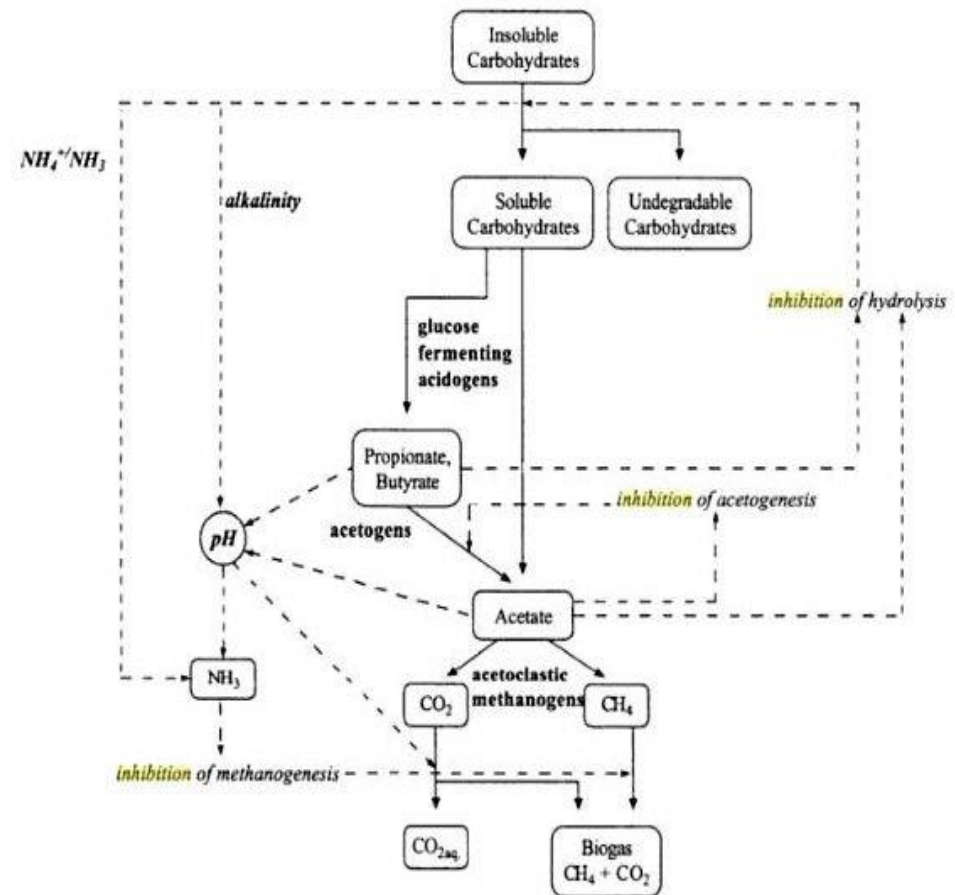 Insoluble
Carbohydrates
NH₄⁺/NH₃
alkalinity
Soluble
Carbohydrates
Undegradable
Carbohydrates
inhibition of hydrolysis
glucose
fermenting
acidogens
Propionate,
Butyrate
inhibition of acetogenesis
acetogens
pH
Acetate
NH₃
acetoclastic
methanogens
CO₂
CH₄
inhibition of methanogenesis
CO₂aq.
Biogas
CH₄ + CO₂